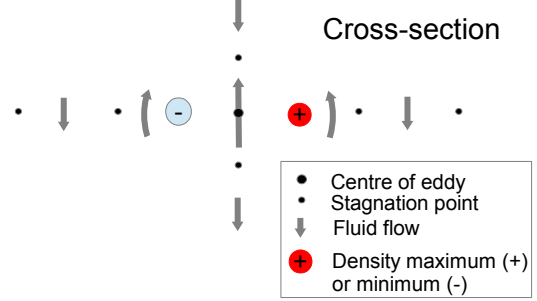 Cross-section
-
+
Centre of eddy
Stagnation point
Fluid flow
+
Density maximum (+)
or minimum (-)